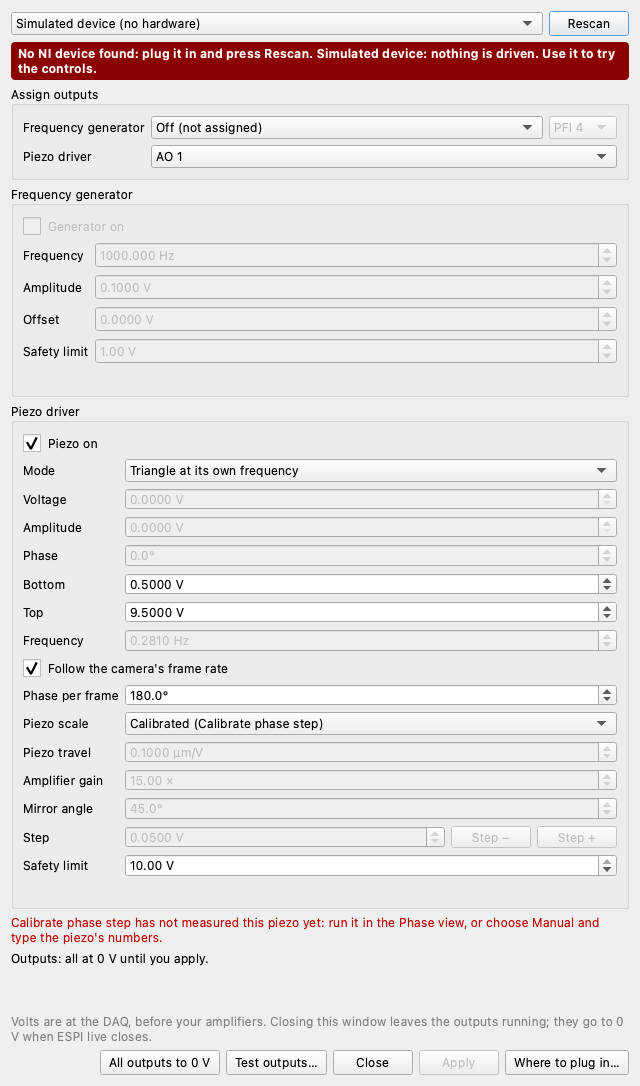 Simulated device (no hardware)
Rescan
No NI device found: plug it in and press Rescan. Simulated device: nothing is driven. Use it to try
the controls.
Assign outputs
Frequency generator
Off (not assigned)
PFI 4
Piezo driver
AO 1
Frequency generator
Generator on
Frequency
1000.000 Hz
Amplitude
0.1000 V
Offset
0.0000 V
Safety limit
1.00 V
Piezo driver
Piezo on
Mode
Triangle at its own frequency
Voltage
0.0000 V
Amplitude
0.0000 V
Phase
0.0°
Bottom
0.5000 V
Top
9.5000 V
Frequency
0.2810 Hz
Follow the camera's frame rate
Phase per frame
180.0°
Piezo scale
Calibrated (Calibrate phase step)
Piezo travel
0.1000 µm/V
Amplifier gain
15.00 ×
Mirror angle
45.0°
Step
0.0500 V
Step −
Step +
Safety limit
10.00 V
Calibrate phase step has not measured this piezo yet: run it in the Phase view, or choose Manual and
type the piezo's numbers.
Outputs: all at 0 V until you apply.
Volts are at the DAQ, before your amplifiers. Closing this window leaves the outputs running; they go to 0
V when ESPI live closes.
All outputs to 0 V
Test outputs...
Close
Apply
Where to plug in...